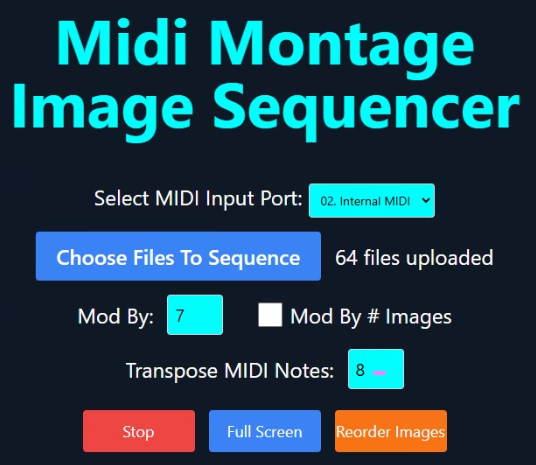 Midi Montage
Image Sequencer
Select MIDI Input Port: 02. Internal MIDI
Choose Files To Sequence 64 files uploaded
Mod By: 7 Mod By # Images
Transpose MIDI Notes: 8
Stop Full Screen Reorder Images